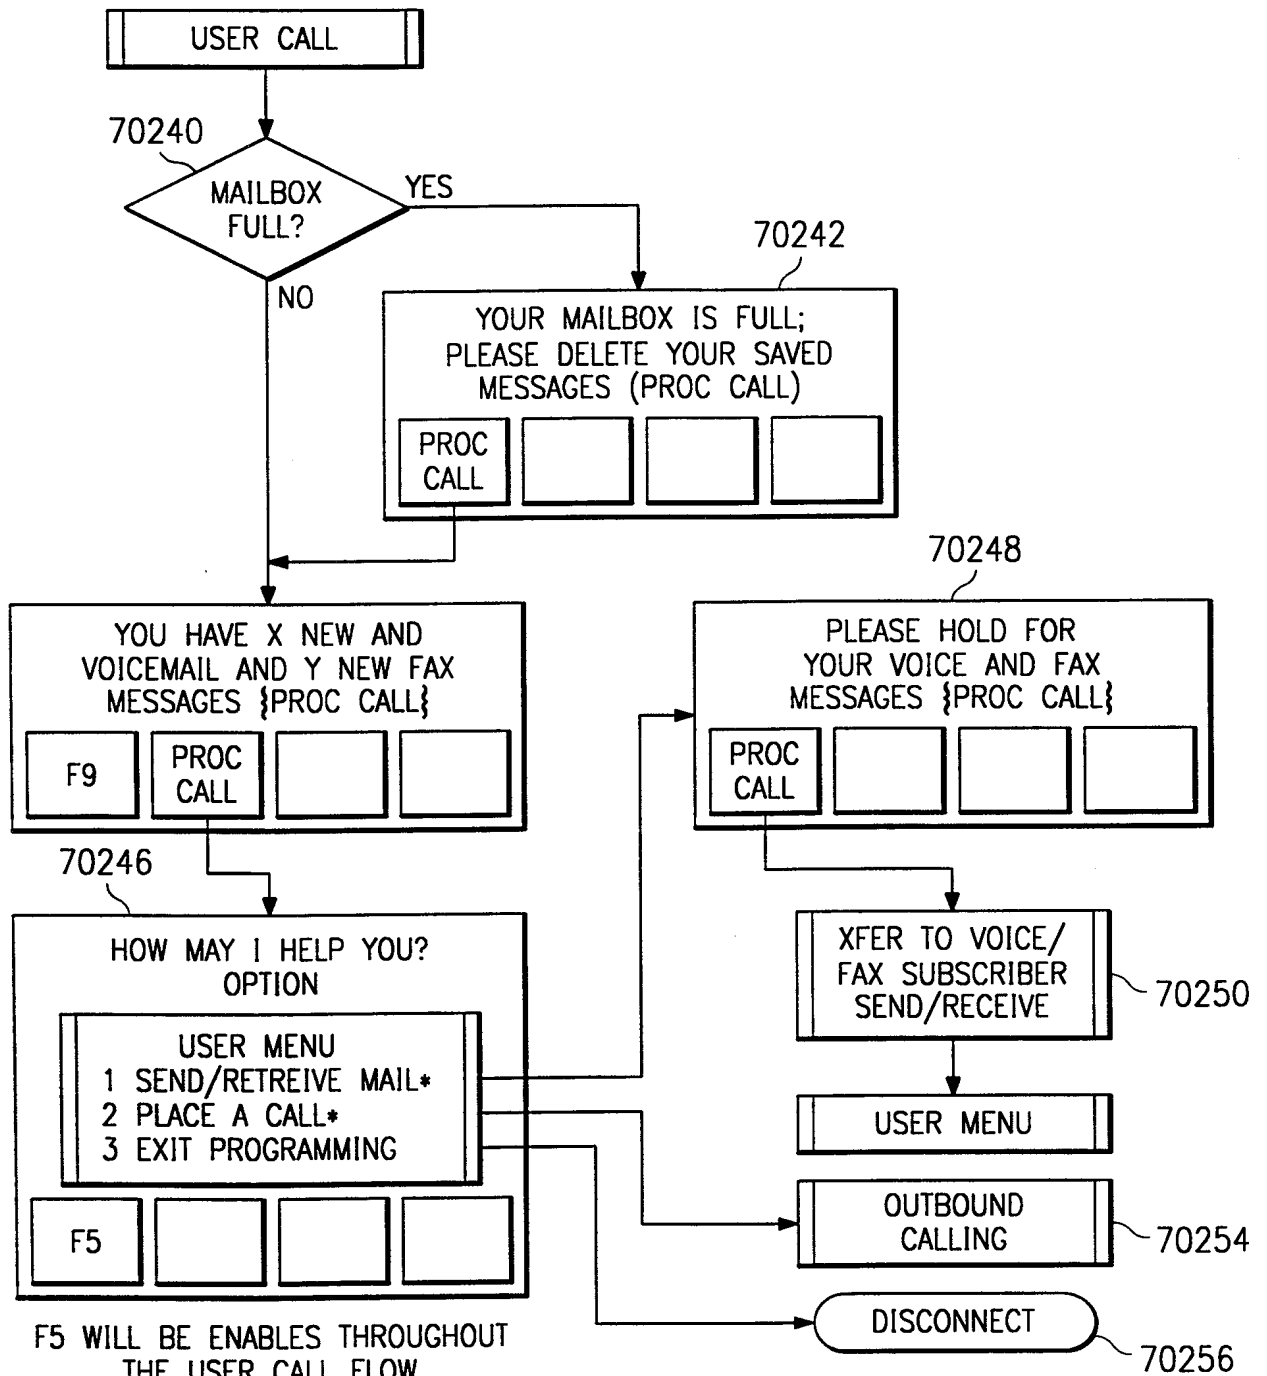 USER CALL
70240
MAILBOX
FULL?
YES
NO
70242
YOUR MAILBOX IS FULL;
PLEASE DELETE YOUR SAVED
MESSAGES (PROC CALL)
PROC
CALL
YOU HAVE X NEW AND
VOICEMAIL AND Y NEW FAX
MESSAGES {PROC CALL}
F9
PROC
CALL
70248
PLEASE HOLD FOR
YOUR VOICE AND FAX
MESSAGES {PROC CALL}
PROC
CALL
70246
HOW MAY I HELP YOU?
OPTION
USER MENU
1 SEND/RETREIVE MAIL*
2 PLACE A CALL*
3 EXIT PROGRAMMING
F5
XFER TO VOICE/
FAX SUBSCRIBER
SEND/RECEIVE
70250
USER MENU
OUTBOUND
CALLING
70254
DISCONNECT
70256
F5 WILL BE ENABLES THROUGHOUT
THE USER CALL FLOW